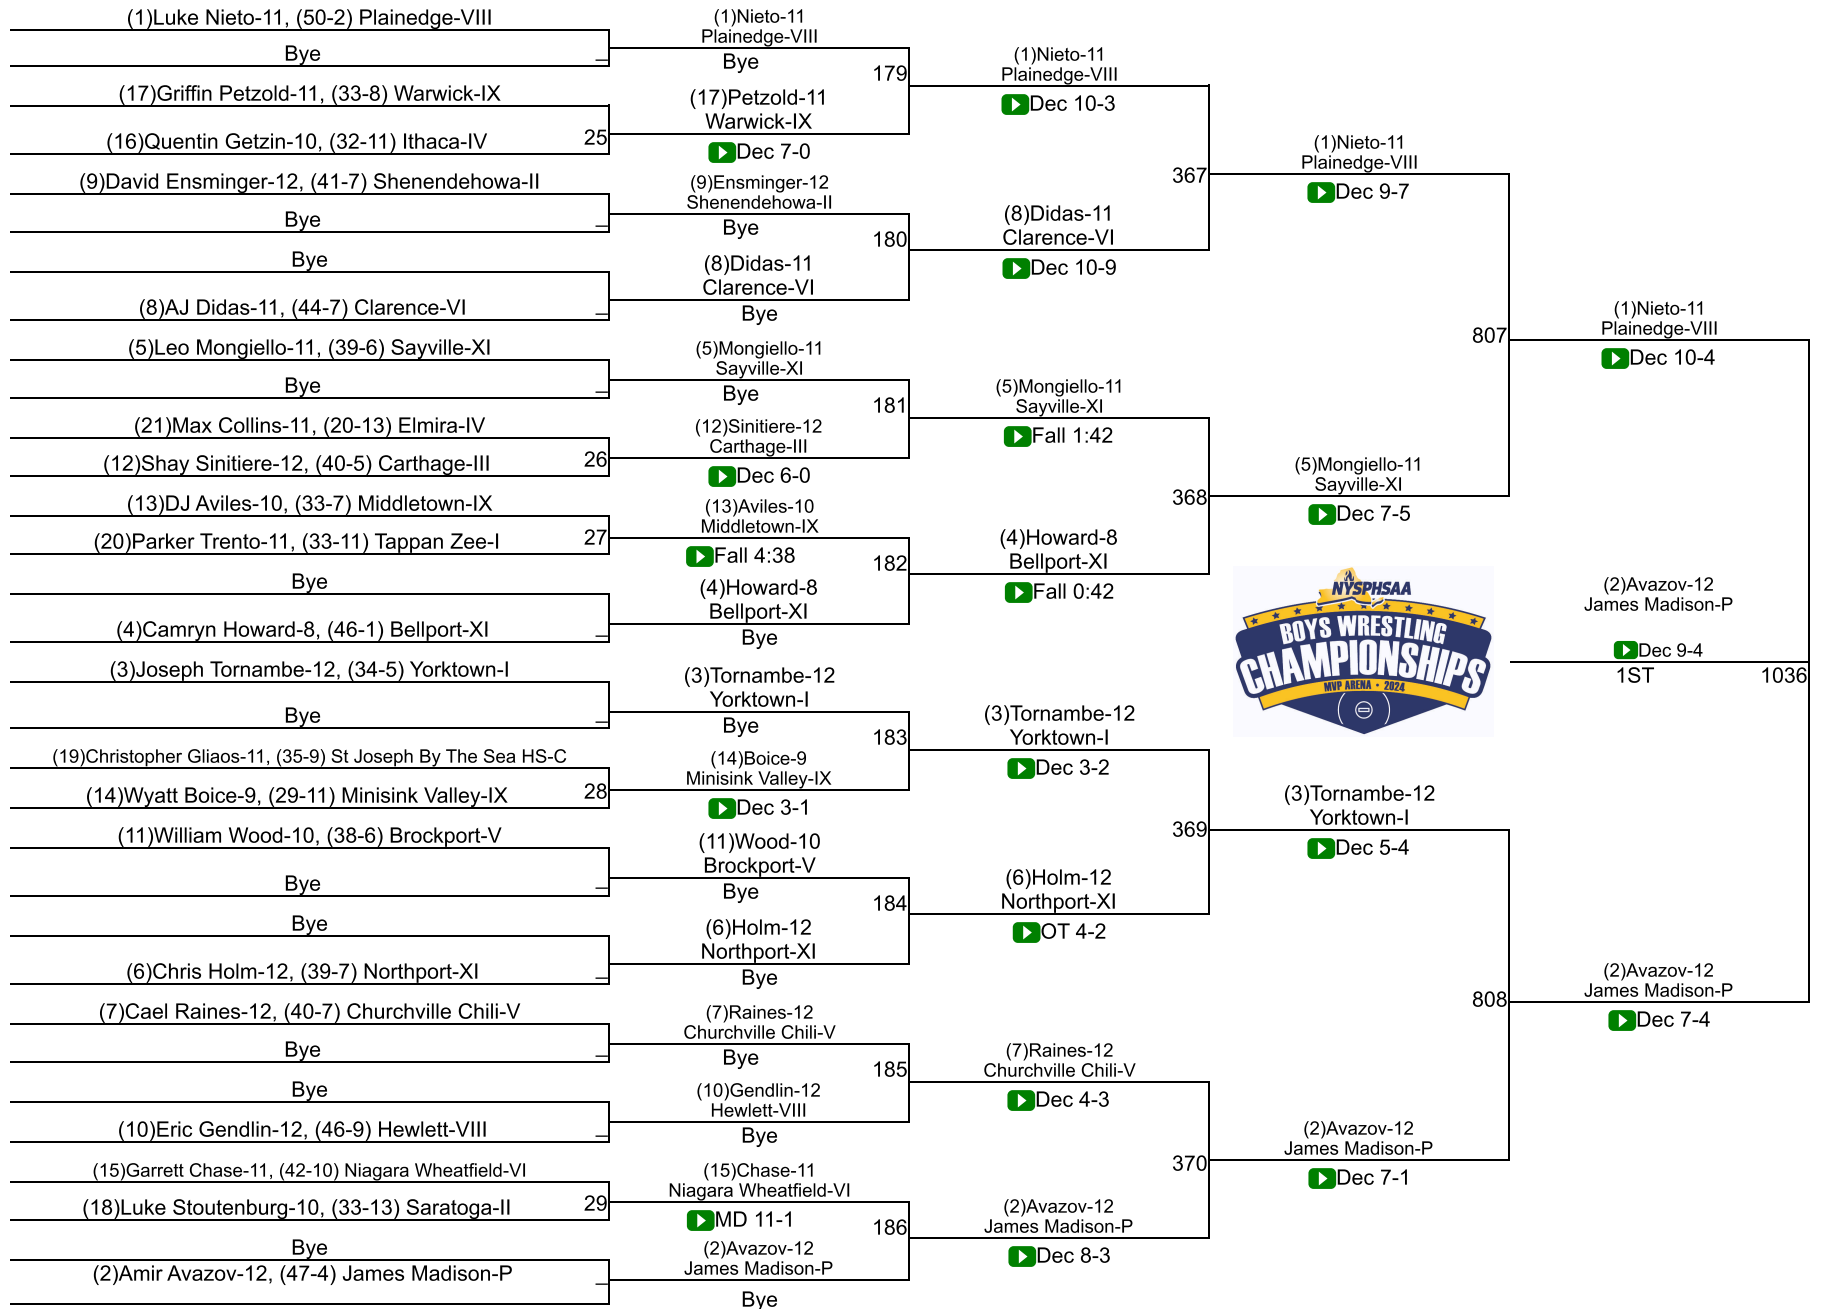 (1)Luke Nieto-11, (50-2) Plainedge-VIII
Bye
(17)Griffin Petzold-11, (33-8) Warwick-IX
(16)Quentin Getzin-10, (32-11) Ithaca-IV
25
(9)David Ensminger-12, (41-7) Shenendehowa-II
Bye
Bye
(8)AJ Didas-11, (44-7) Clarence-VI
(5)Leo Mongiello-11, (39-6) Sayville-XI
Bye
(21)Max Collins-11, (20-13) Elmira-IV
(12)Shay Sinitiere-12, (40-5) Carthage-III
26
(13)DJ Aviles-10, (33-7) Middletown-IX
(20)Parker Trento-11, (33-11) Tappan Zee-I
27
Bye
(4)Camryn Howard-8, (46-1) Bellport-XI
(3)Joseph Tornambe-12, (34-5) Yorktown-I
Bye
(19)Christopher Gliaos-11, (35-9) St Joseph By The Sea HS-C
(14)Wyatt Boice-9, (29-11) Minisink Valley-IX
28
(11)William Wood-10, (38-6) Brockport-V
Bye
Bye
(6)Chris Holm-12, (39-7) Northport-XI
(7)Cael Raines-12, (40-7) Churchville Chili-V
Bye
Bye
(10)Eric Gendlin-12, (46-9) Hewlett-VIII
(15)Garrett Chase-11, (42-10) Niagara Wheatfield-VI
(18)Luke Stoutenburg-10, (33-13) Saratoga-II
29
Bye
(2)Amir Avazov-12, (47-4) James Madison-P
(1)Nieto-11
Plainedge-VIII
Bye
179
(17)Petzold-11
Warwick-IX
Dec 7-0
(9)Ensminger-12
Shenendehowa-II
Bye
180
(8)Didas-11
Clarence-VI
Bye
(5)Mongiello-11
Sayville-XI
Bye
181
(12)Sinitiere-12
Carthage-III
Dec 6-0
(13)Aviles-10
Middletown-IX
Fall 4:38
182
(4)Howard-8
Bellport-XI
Bye
(3)Tornambe-12
Yorktown-I
Bye
183
(14)Boice-9
Minisink Valley-IX
Dec 3-1
(11)Wood-10
Brockport-V
Bye
184
(6)Holm-12
Northport-XI
Bye
(7)Raines-12
Churchville Chili-V
Bye
185
(10)Gendlin-12
Hewlett-VIII
Bye
(15)Chase-11
Niagara Wheatfield-VI
MD 11-1
186
(2)Avazov-12
James Madison-P
Bye
(1)Nieto-11
Plainedge-VIII
Dec 10-3
367
(8)Didas-11
Clarence-VI
Dec 10-9
(5)Mongiello-11
Sayville-XI
Fall 1:42
368
(4)Howard-8
Bellport-XI
Fall 0:42
(3)Tornambe-12
Yorktown-I
Dec 3-2
369
(6)Holm-12
Northport-XI
OT 4-2
(7)Raines-12
Churchville Chili-V
Dec 4-3
370
(2)Avazov-12
James Madison-P
Dec 8-3
(1)Nieto-11
Plainedge-VIII
Dec 9-7
807
(5)Mongiello-11
Sayville-XI
Dec 7-5
NYSPHSAA
BOYS WRESTLING
CHAMPIONSHIPS
MVP ARENA • 2024
(3)Tornambe-12
Yorktown-I
Dec 5-4
808
(2)Avazov-12
James Madison-P
Dec 7-1
(1)Nieto-11
Plainedge-VIII
Dec 10-4
(2)Avazov-12
James Madison-P
Dec 9-4
1ST
1036
(2)Avazov-12
James Madison-P
Dec 7-4